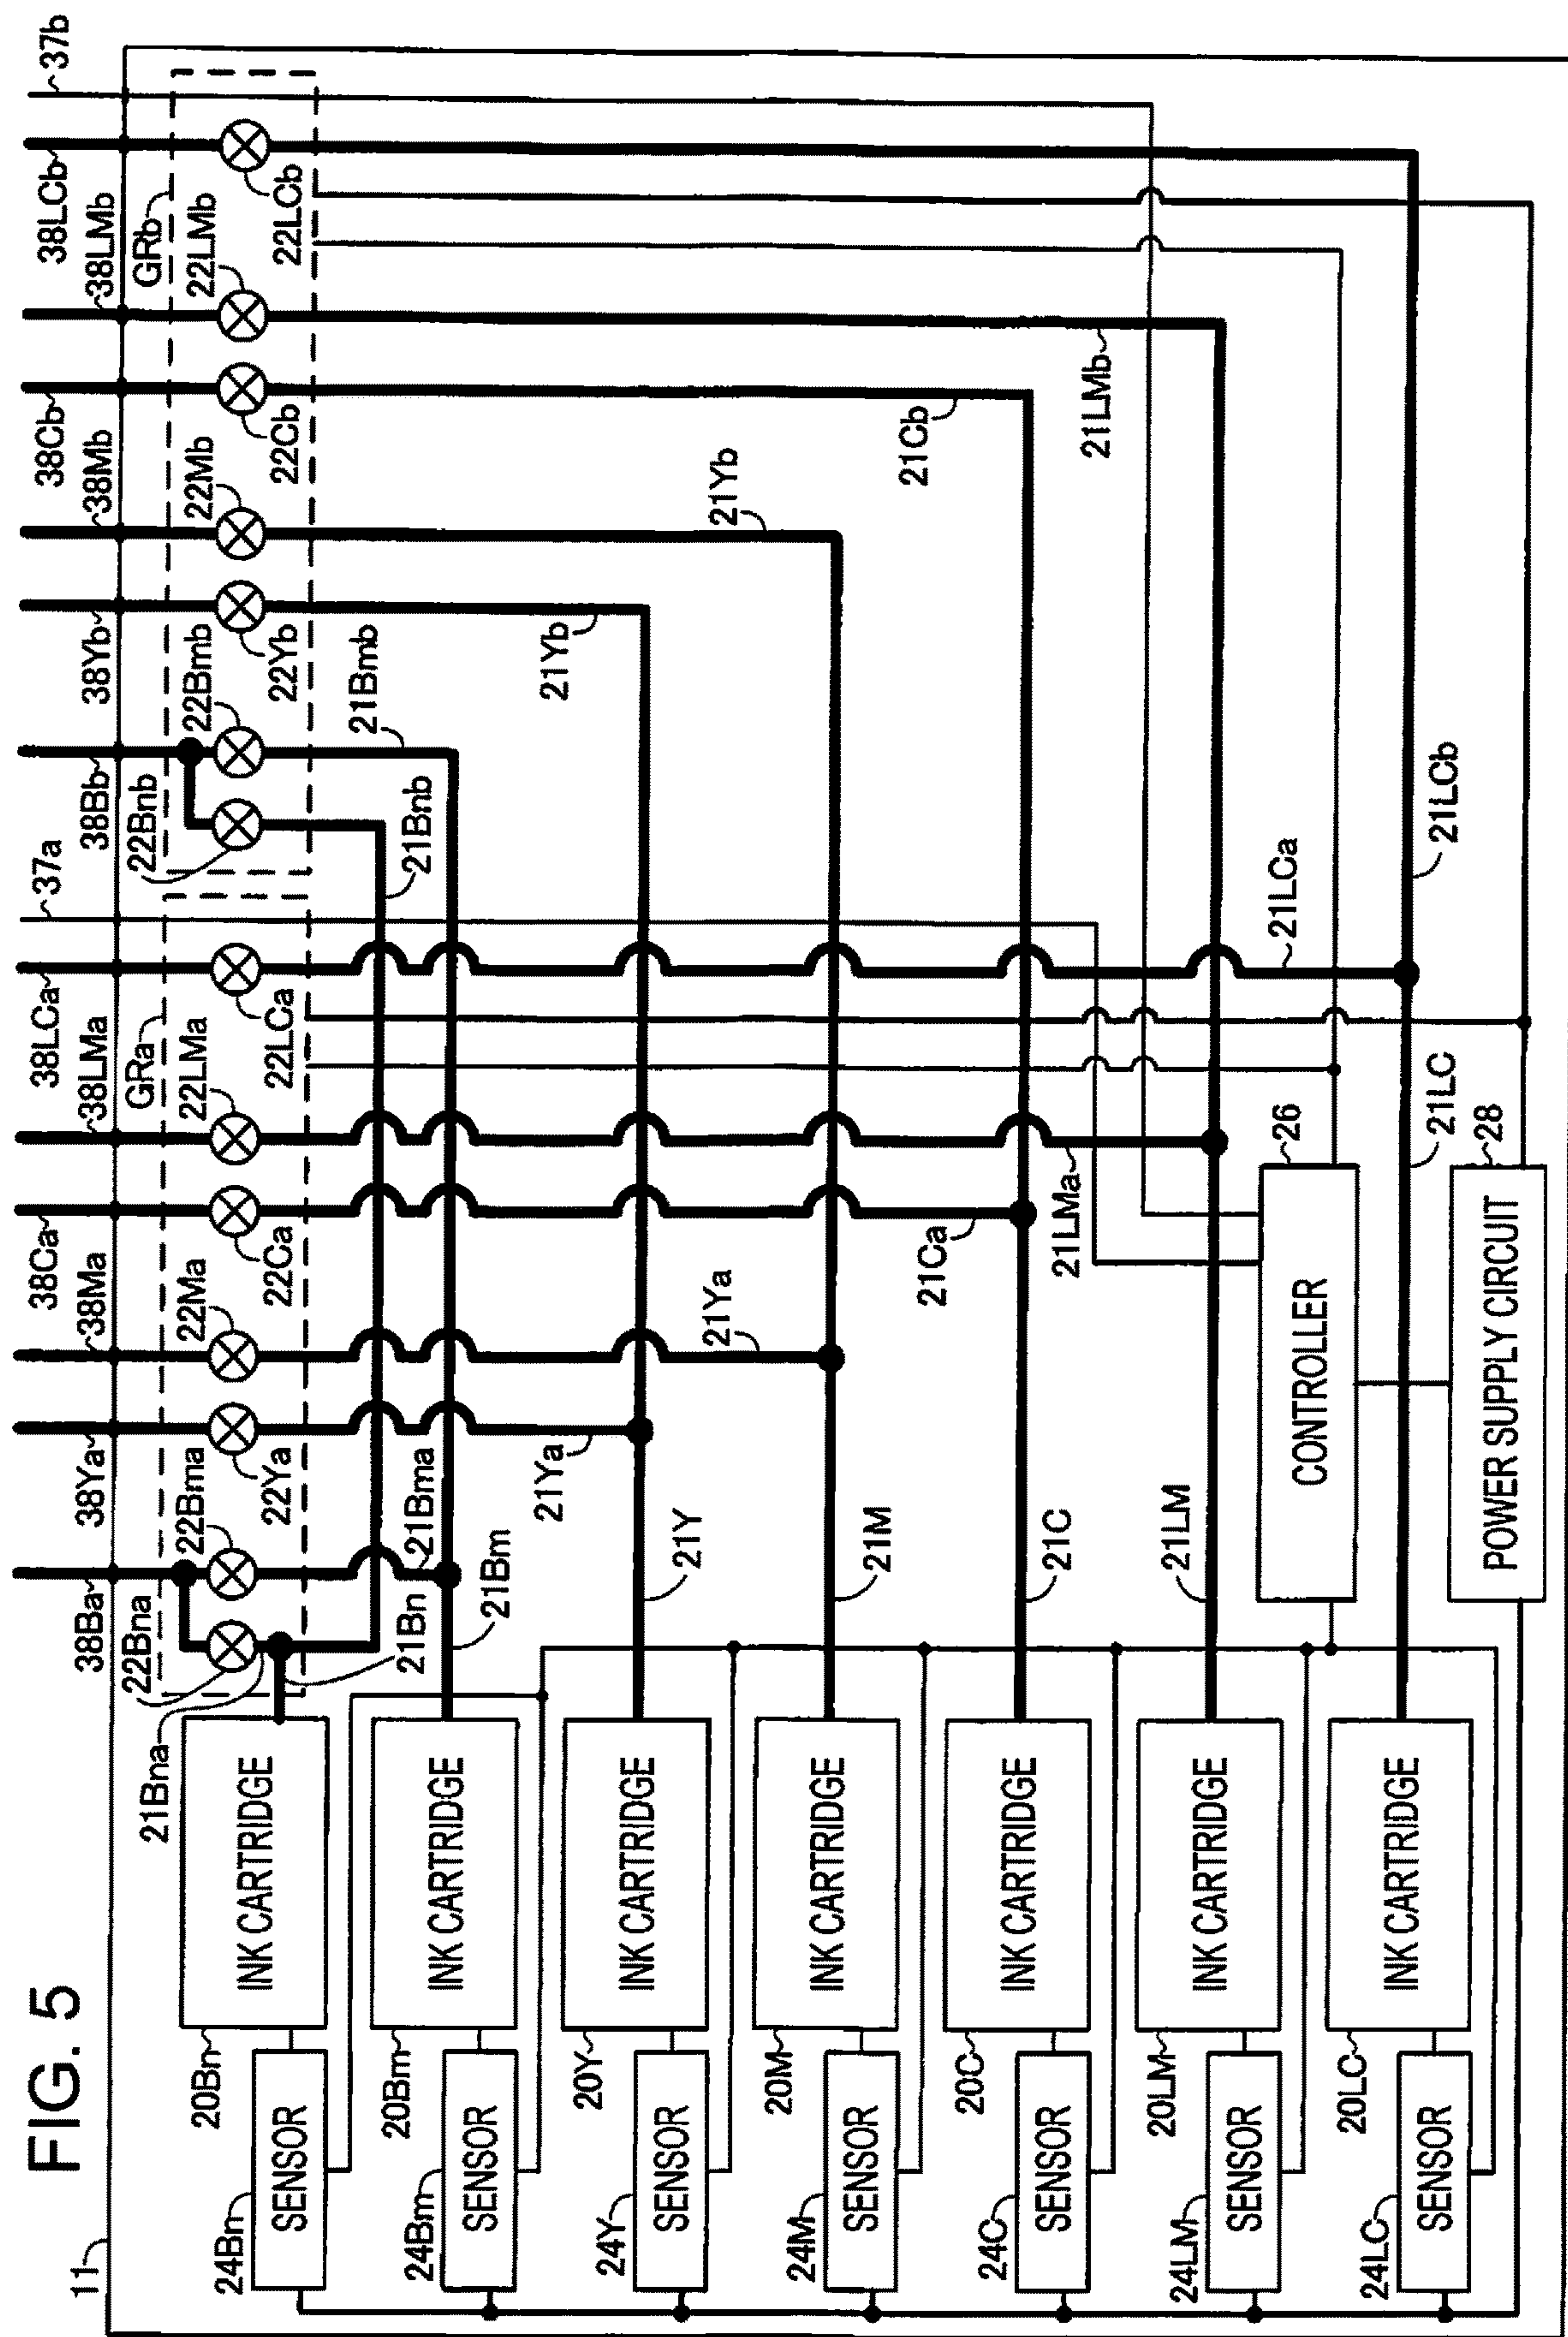 FIG. 5
11
37b
38LCb
38LMb
38Cb
38Mb
38Yb
38Bb
37a
38LCa
38LMa
38Ca
38Ma
38Ya
38Ba
GRb
22LCb
22LMb
22Cb
22Mb
22Yb
22Bmb
22Bnb
GRa
22LCa
22LMa
22Ca
22Ma
22Ya
22Bma
22Bna
21LMb
21Cb
21Yb
21Yb
21Bmb
21Bnb
21LCb
21LCa
21LMa
21Ca
21Ya
21Ya
21Bma
21Bna
21Bn
21Bm
21Y
21M
21C
21LM
21LC
26
CONTROLLER
28
POWER SUPPLY CIRCUIT
INK CARTRIDGE
20Bn
SENSOR
24Bn
INK CARTRIDGE
20Bm
SENSOR
24Bm
INK CARTRIDGE
20Y
SENSOR
24Y
INK CARTRIDGE
20M
SENSOR
24M
INK CARTRIDGE
20C
SENSOR
24C
INK CARTRIDGE
20LM
SENSOR
24LM
INK CARTRIDGE
20LC
SENSOR
24LC